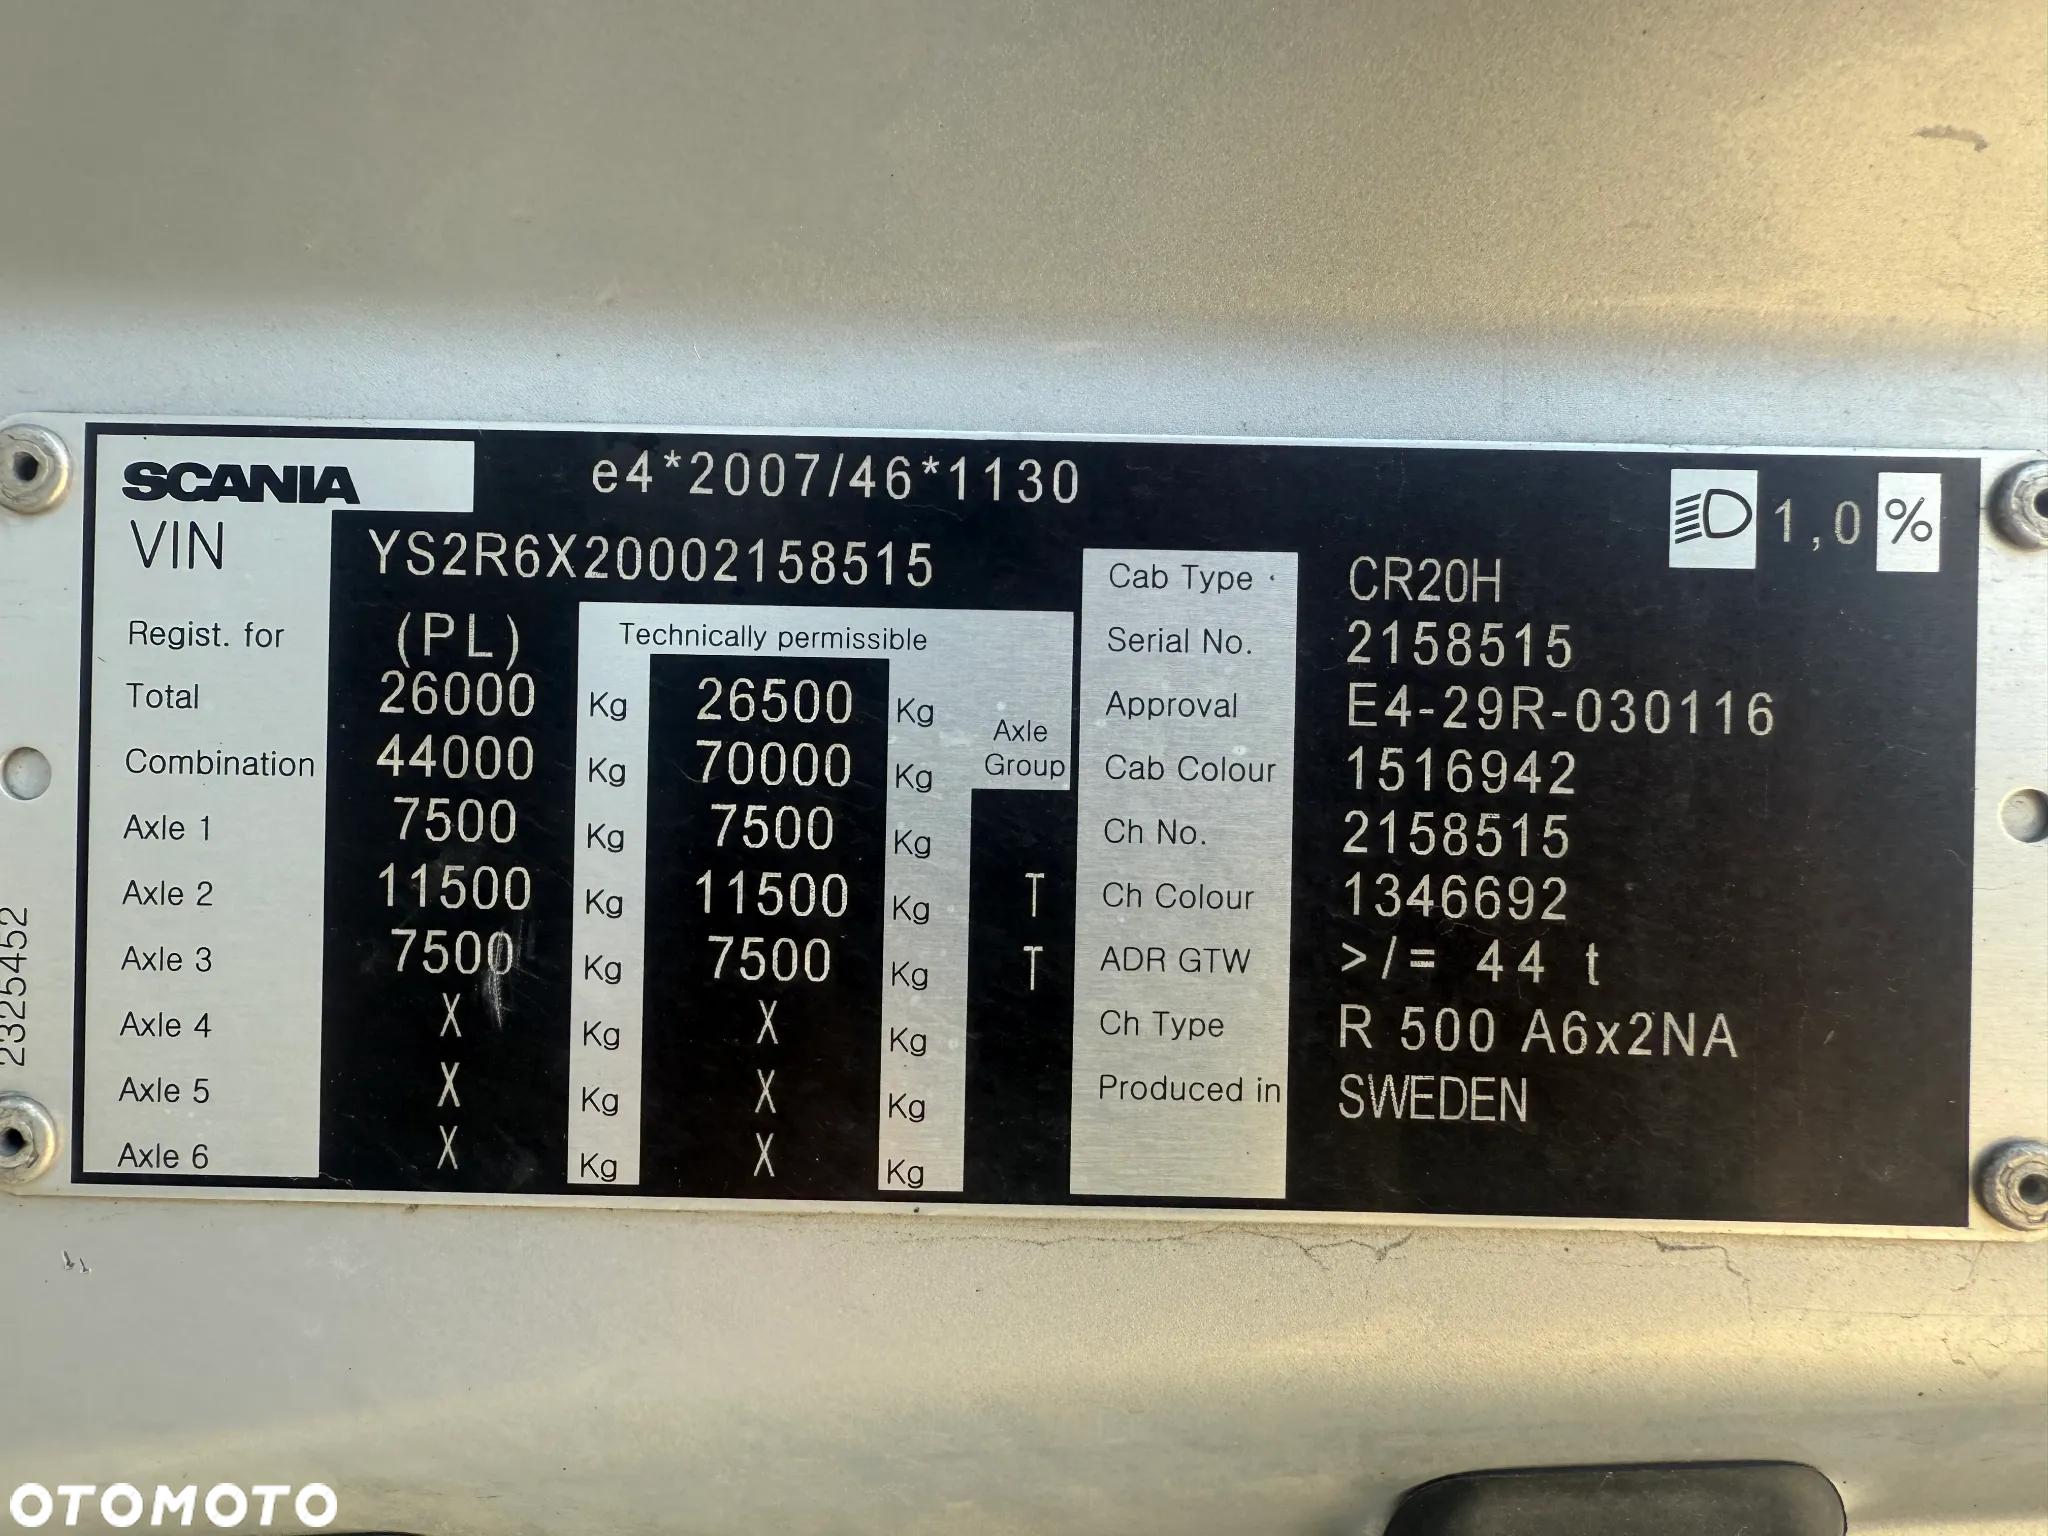 SCANIA e4*2007/46*1130 1,0 %
VIN YS2R6X20002158515
Regist. for (PL) Technically permissible
Total 26000 Kg 26500 Kg
Combination 44000 Kg 70000 Kg Axle Group
Axle 1 7500 Kg 7500 Kg
Axle 2 11500 Kg 11500 Kg T
Axle 3 7500 Kg 7500 Kg T
Axle 4 X Kg X Kg
Axle 5 X Kg X Kg
Axle 6 X Kg X Kg
Cab Type CR20H
Serial No. 2158515
Approval E4-29R-030116
Cab Colour 1516942
Ch No. 2158515
Ch Colour 1346692
ADR GTW >/= 44 t
Ch Type R 500 A6x2NA
Produced in SWEDEN
2325452
OTOMOTO